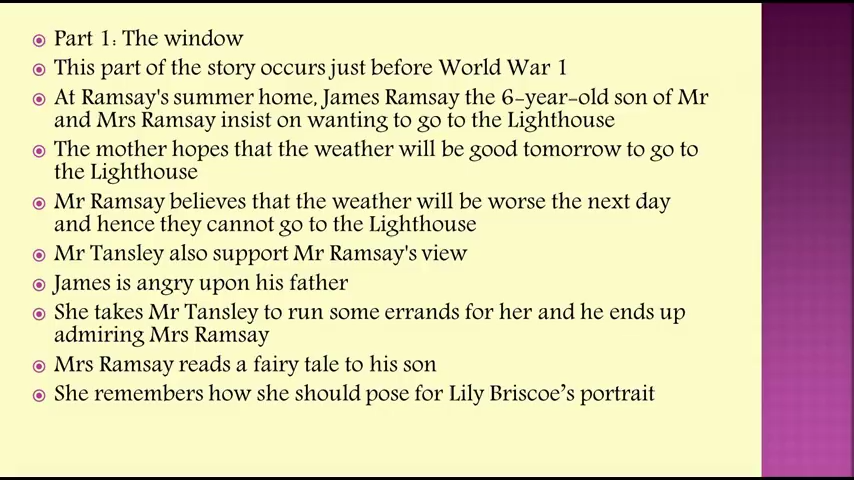 Part 1: The window
This part of the story occurs just before World War 1
At Ramsay's summer home, James Ramsay the 6-year-old son of Mr
and Mrs Ramsay insist on wanting to go to the Lighthouse
The mother hopes that the weather will be good tomorrow to go to
the Lighthouse
Mr Ramsay believes that the weather will be worse the next day
and hence they cannot go to the Lighthouse
Mr Tansley also support Mr Ramsay's view
James is angry upon his father
She takes Mr Tansley to run some errands for her and he ends up
admiring Mrs Ramsay
Mrs Ramsay reads a fairy tale to his son
She remembers how she should pose for Lily Briscoe’s portrait